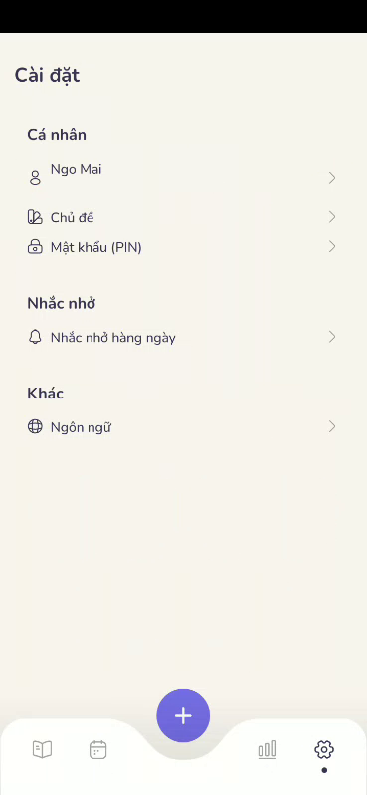 Cài đặt
Cá nhân
Ngo Mai
Chủ đề
Mật khẩu (PIN)
Nhắc nhở
Nhắc nhở hàng ngày
Khác
Ngôn ngữ